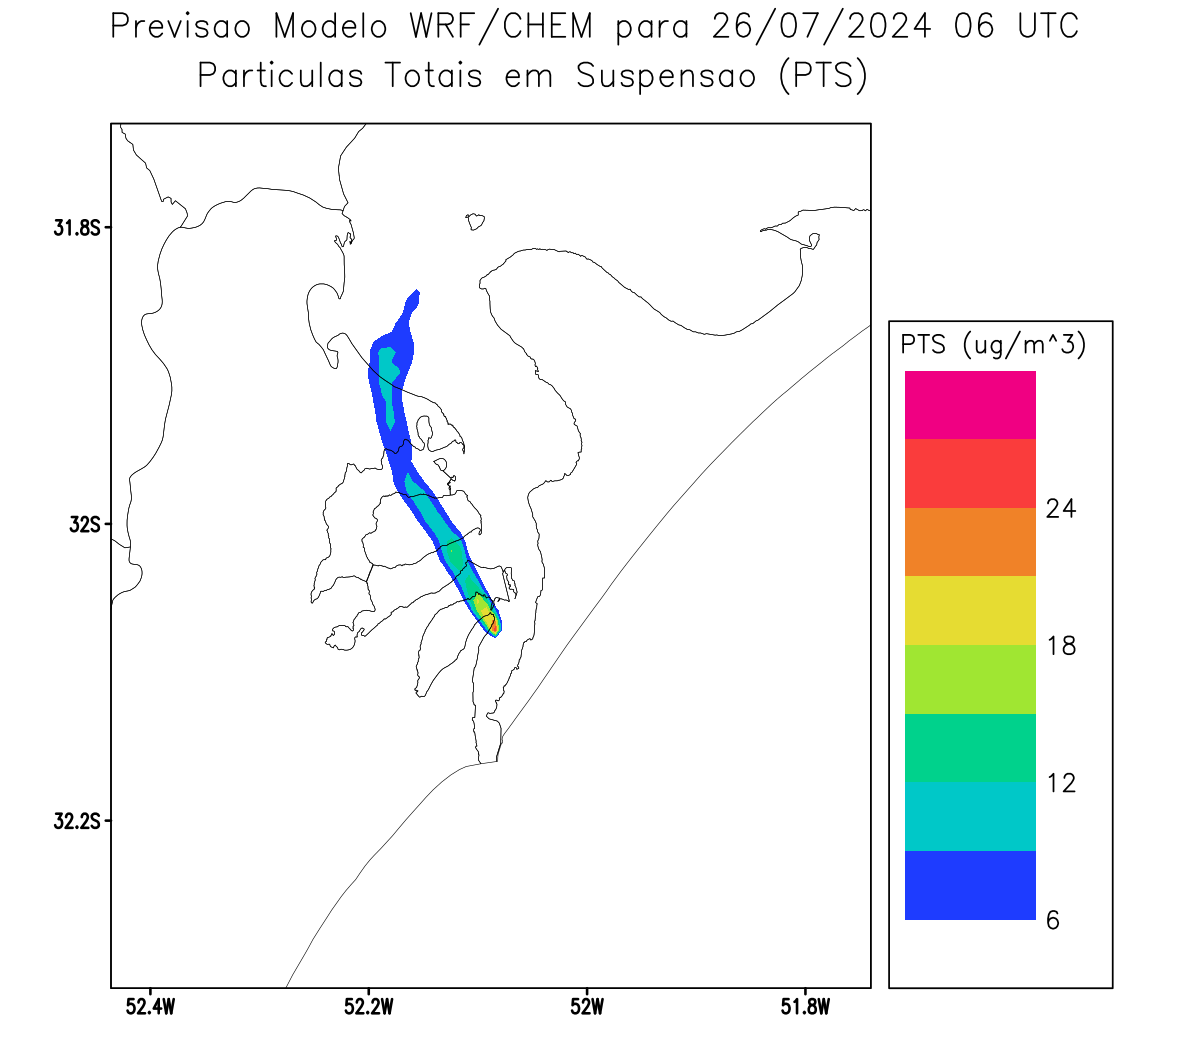 Previsao Modelo WRF/CHEM para 26/07/2024 06 UTC
Particulas Totais em Suspensao (PTS)
31.8S
32S
32.2S
52.4W
52.2W
52W
51.8W
PTS (ug/m^3)
24
18
12
6